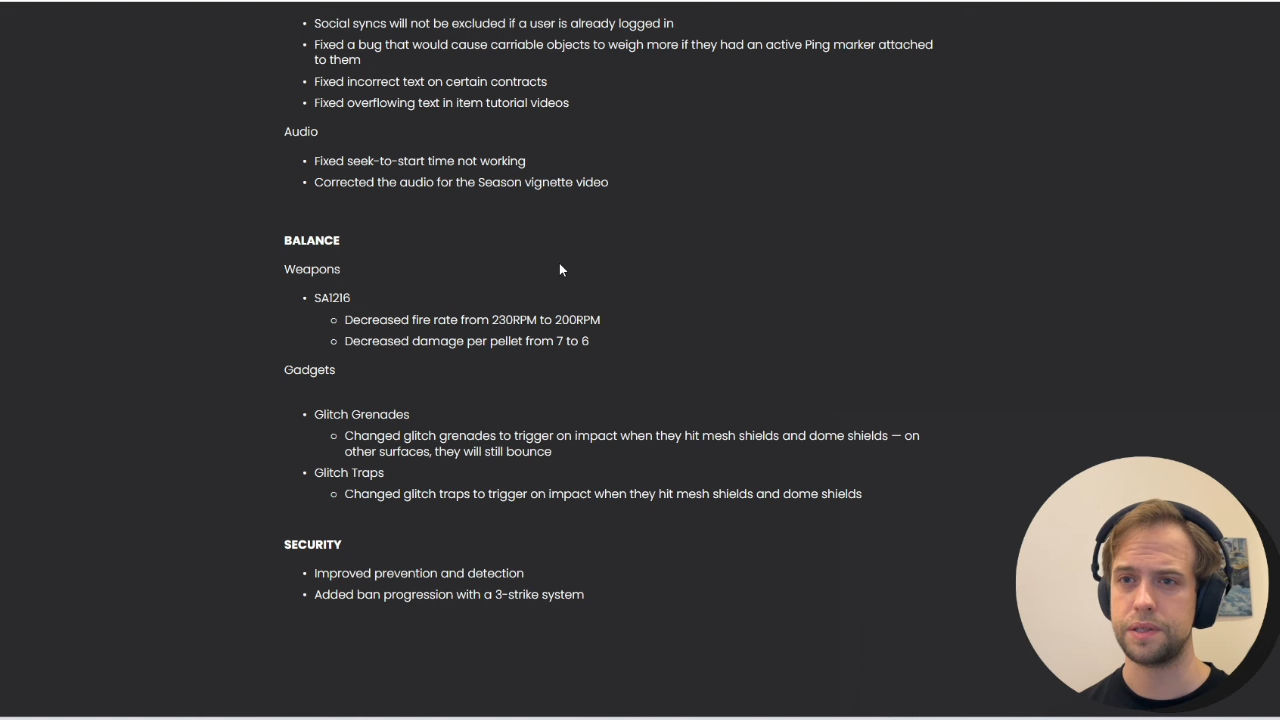 Social syncs will not be excluded if a user is already logged in
Fixed a bug that would cause carriable objects to weigh more if they had an active Ping marker attached
to them
Fixed incorrect text on certain contracts
Fixed overflowing text in item tutorial videos
Audio
Fixed seek-to-start time not working
Corrected the audio for the Season vignette video
BALANCE
Weapons
SA1216
Decreased fire rate from 230RPM to 200RPM
Decreased damage per pellet from 7 to 6
Gadgets
Glitch Grenades
Changed glitch grenades to trigger on impact when they hit mesh shields and dome shields — on
other surfaces, they will still bounce
Glitch Traps
Changed glitch traps to trigger on impact when they hit mesh shields and dome shields
SECURITY
Improved prevention and detection
Added ban progression with a 3-strike system